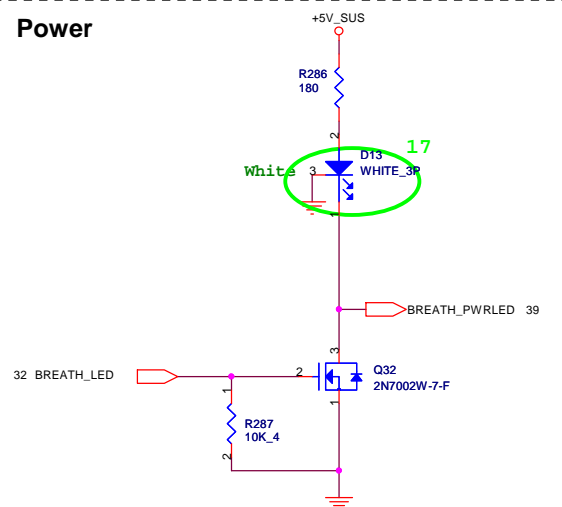 Power
+5V_SUS
R286
180
2
17
D13
White 3 WHITE_3P
1
BREATH_PWRLED 39
3
32 BREATH_LED
2
Q32
2N7002W-7-F
1
1
R287
10K_4
2